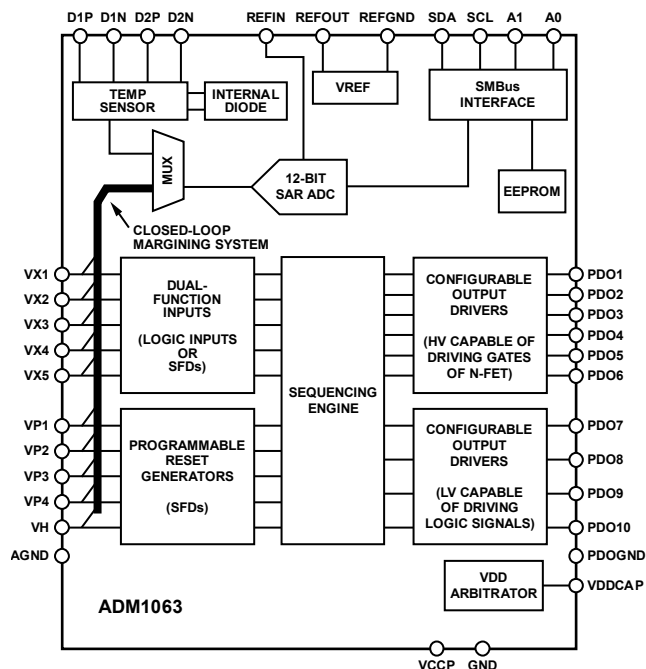 D1P D1N D2P D2N REFIN REFOUT REFGND SDA SCL A1 A0
TEMP
SENSOR
INTERNAL
DIODE
VREF
SMBus
INTERFACE
MUX
12-BIT
SAR ADC
EEPROM
CLOSED-LOOP
MARGINING SYSTEM
VX1
VX2
VX3
VX4
VX5
VP1
VP2
VP3
VP4
VH
AGND
DUAL-
FUNCTION
INPUTS
(LOGIC INPUTS
OR
SFDs)
PROGRAMMABLE
RESET
GENERATORS
(SFDs)
SEQUENCING
ENGINE
CONFIGURABLE
OUTPUT
DRIVERS
(HV CAPABLE OF
DRIVING GATES
OF N-FET)
CONFIGURABLE
OUTPUT
DRIVERS
(LV CAPABLE
OF DRIVING
LOGIC SIGNALS)
PDO1
PDO2
PDO3
PDO4
PDO5
PDO6
PDO7
PDO8
PDO9
PDO10
PDOGND
VDDCAP
VDD
ARBITRATOR
ADM1063
VCCP GND